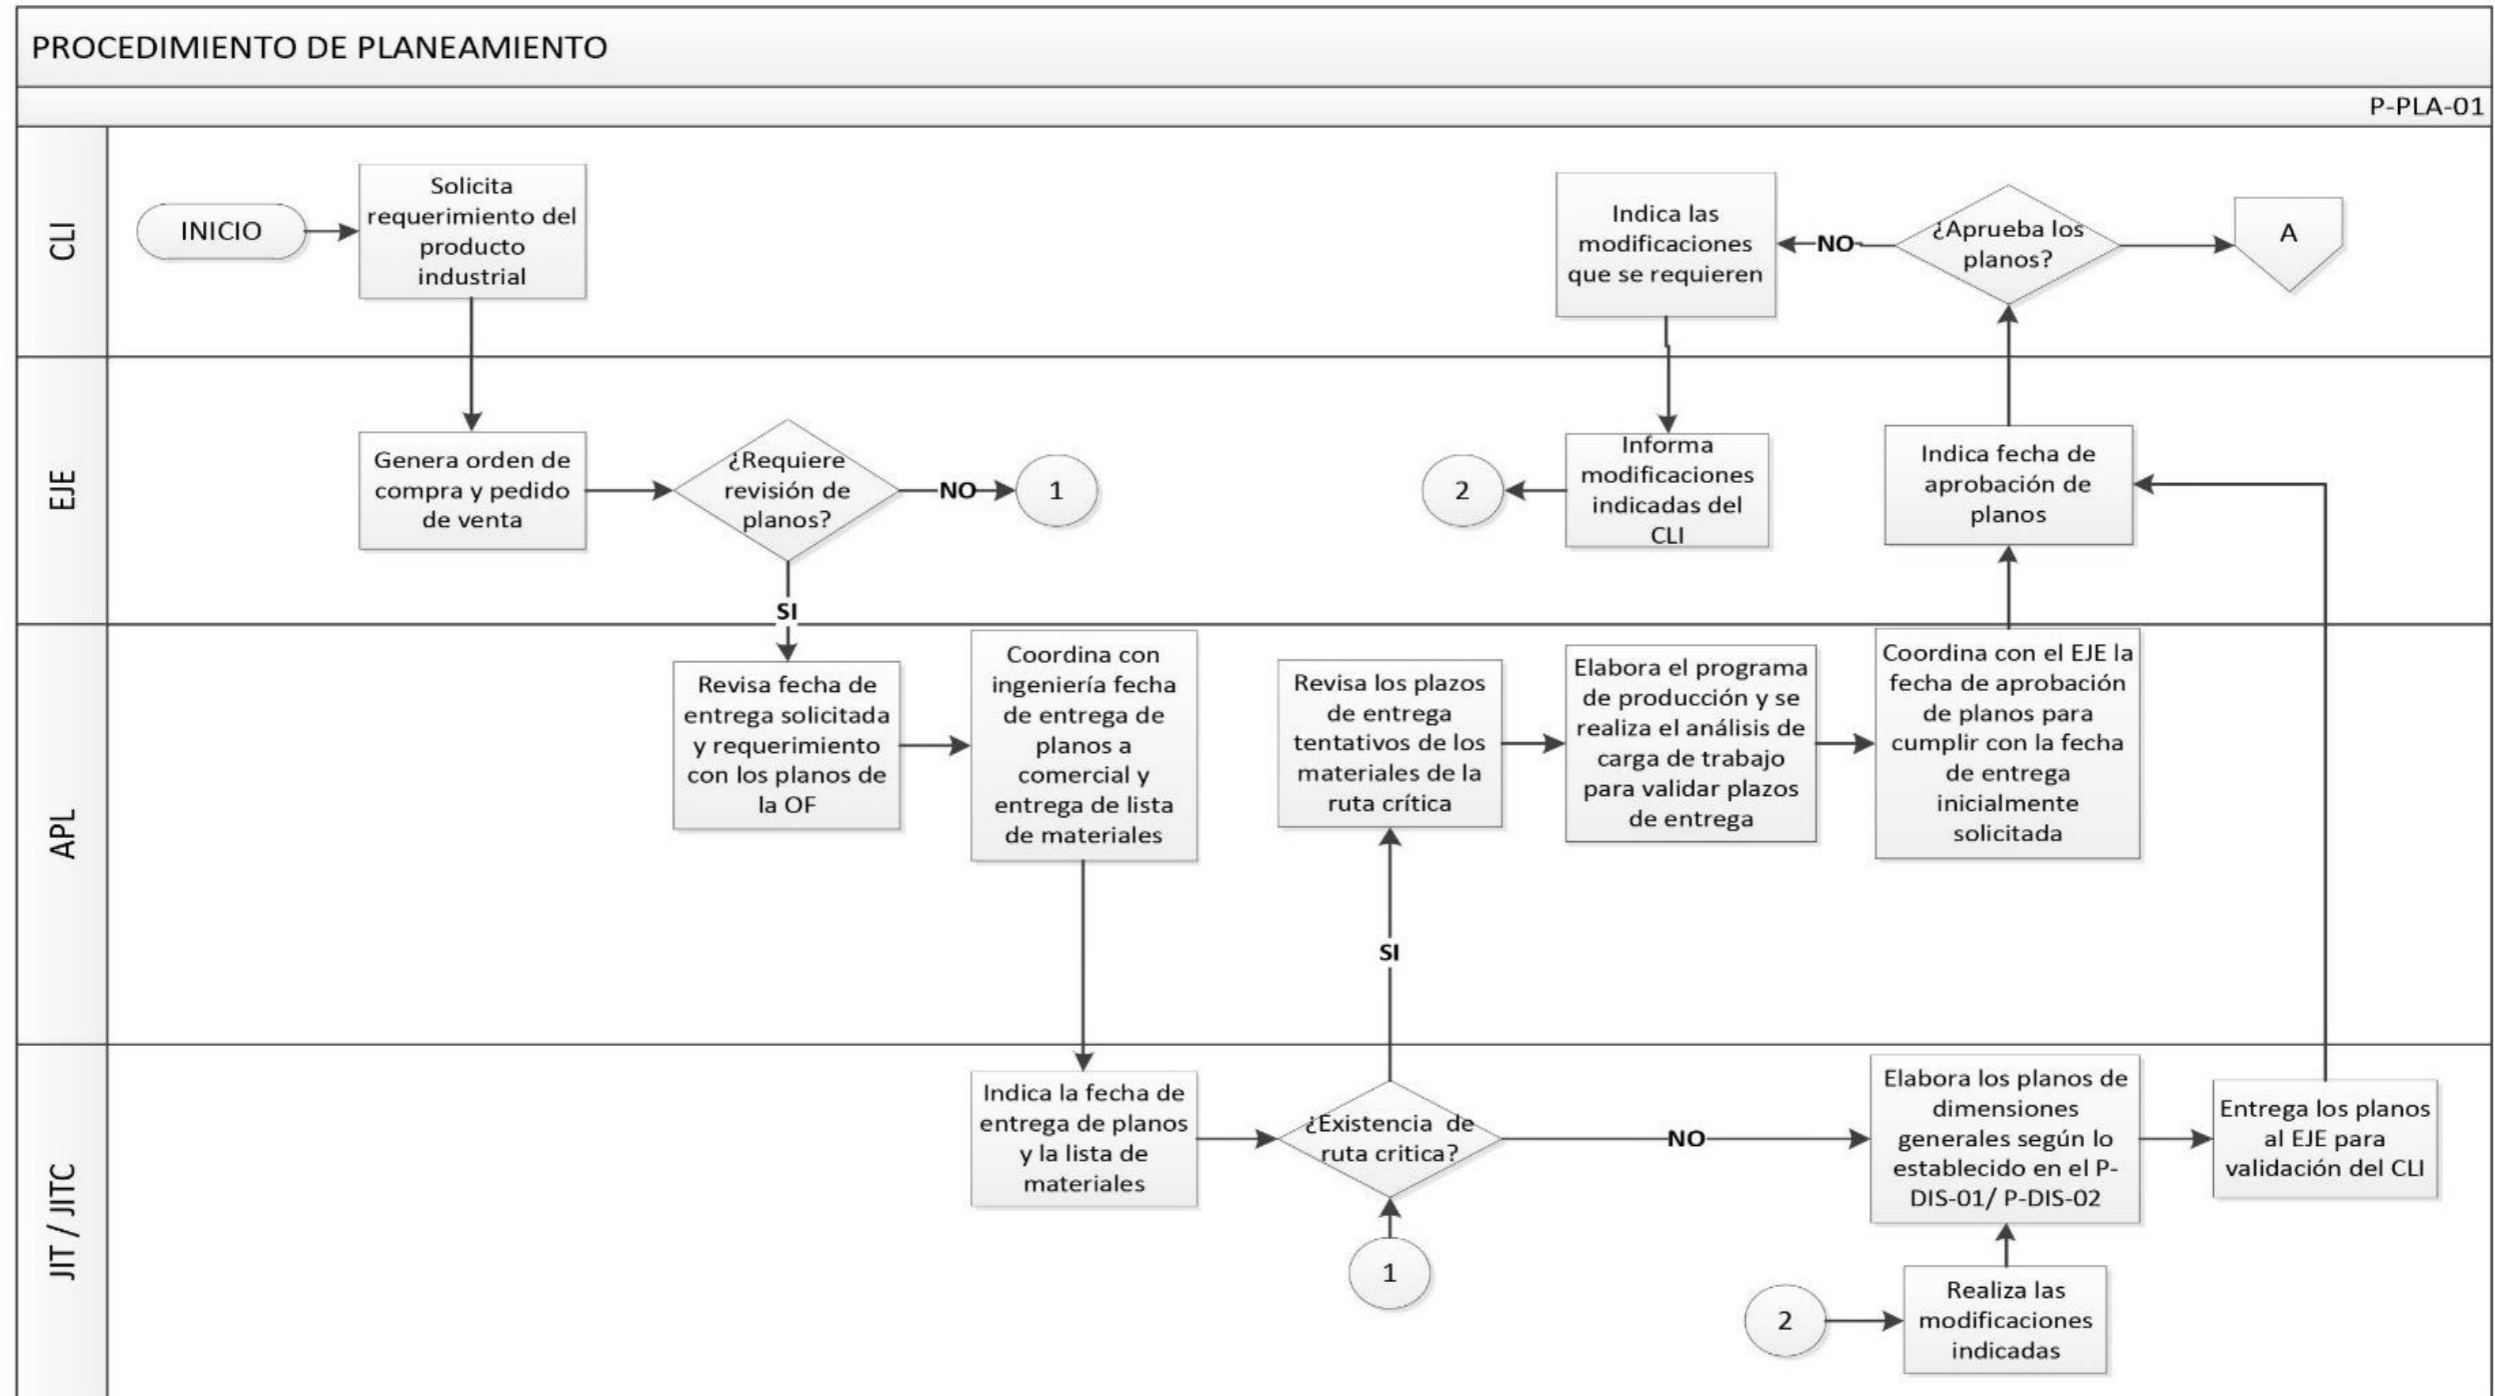 PROCEDIMIENTO DE PLANEAMIENTO
P-PLA-01
CLI
INICIO
Solicita
requerimiento del
producto
industrial
Indica las
modificaciones
que se requieren
NO
¿Aprueba los
planos?
A
EJE
Genera orden de
compra y pedido
de venta
¿Requiere
revisión de
planos?
NO
1
SI
2
Informa
modificaciones
indicadas del
CLI
Indica fecha de
aprobación de
planos
APL
Revisa fecha de
entrega solicitada
y requerimiento
con los planos de
la OF
Coordina con
ingeniería fecha
de entrega de
planos a
comercial y
entrega de lista
de materiales
Revisa los plazos
de entrega
tentativos de los
materiales de la
ruta crítica
Elabora el programa
de producción y se
realiza el análisis de
carga de trabajo
para validar plazos
de entrega
Coordina con el EJE la
fecha de aprobación
de planos para
cumplir con la fecha
de entrega
inicialmente
solicitada
SI
JIT / JITC
Indica la fecha de
entrega de planos
y la lista de
materiales
¿Existencia de
ruta critica?
NO
Elabora los planos de
dimensiones
generales según lo
establecido en el P-
DIS-01/ P-DIS-02
Entrega los planos
al EJE para
validación del CLI
1
2
Realiza las
modificaciones
indicadas